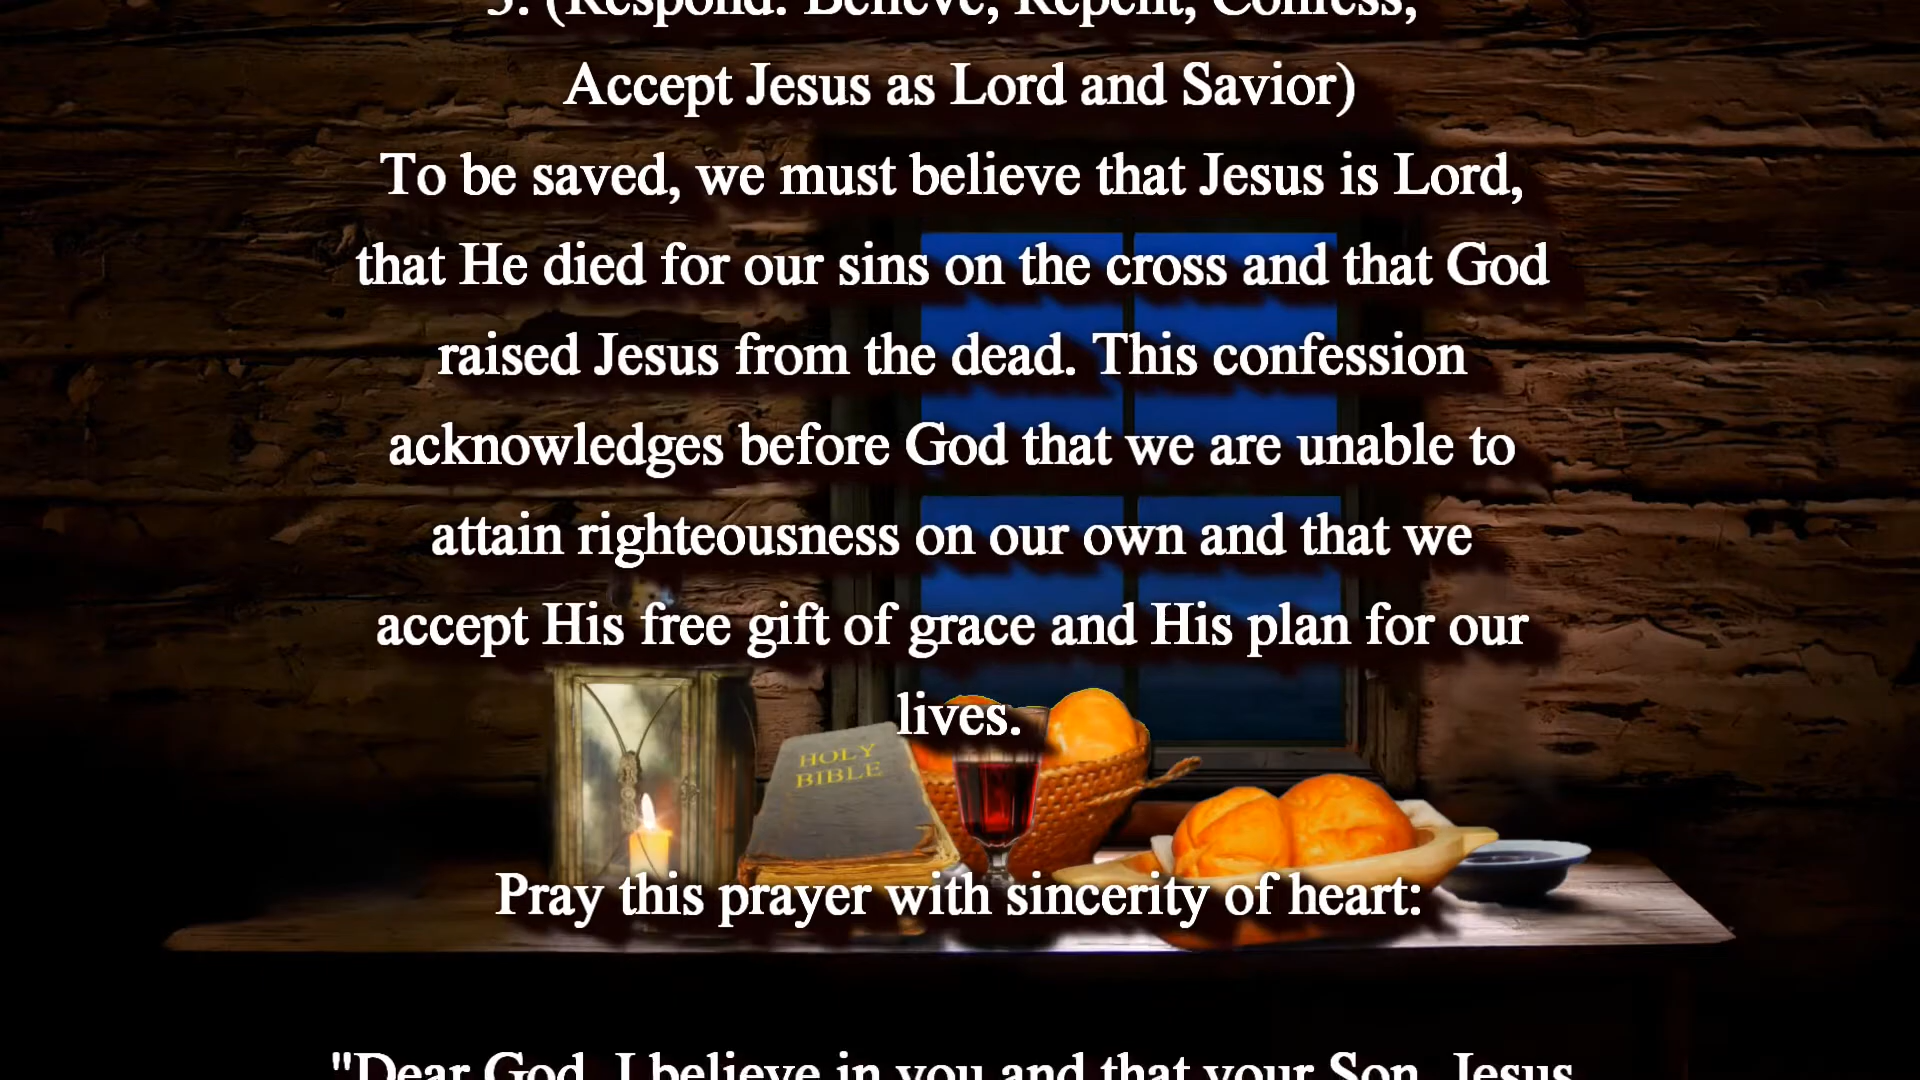 5. (Respond: Believe, Repent, Confess,
Accept Jesus as Lord and Savior)
To be saved, we must believe that Jesus is Lord,
that He died for our sins on the cross and that God
raised Jesus from the dead. This confession
acknowledges before God that we are unable to
attain righteousness on our own and that we
accept His free gift of grace and His plan for our
lives.
HOLY
BIBLE
Pray this prayer with sincerity of heart:
"Dear God, I believe in you and that your Son, Jesus